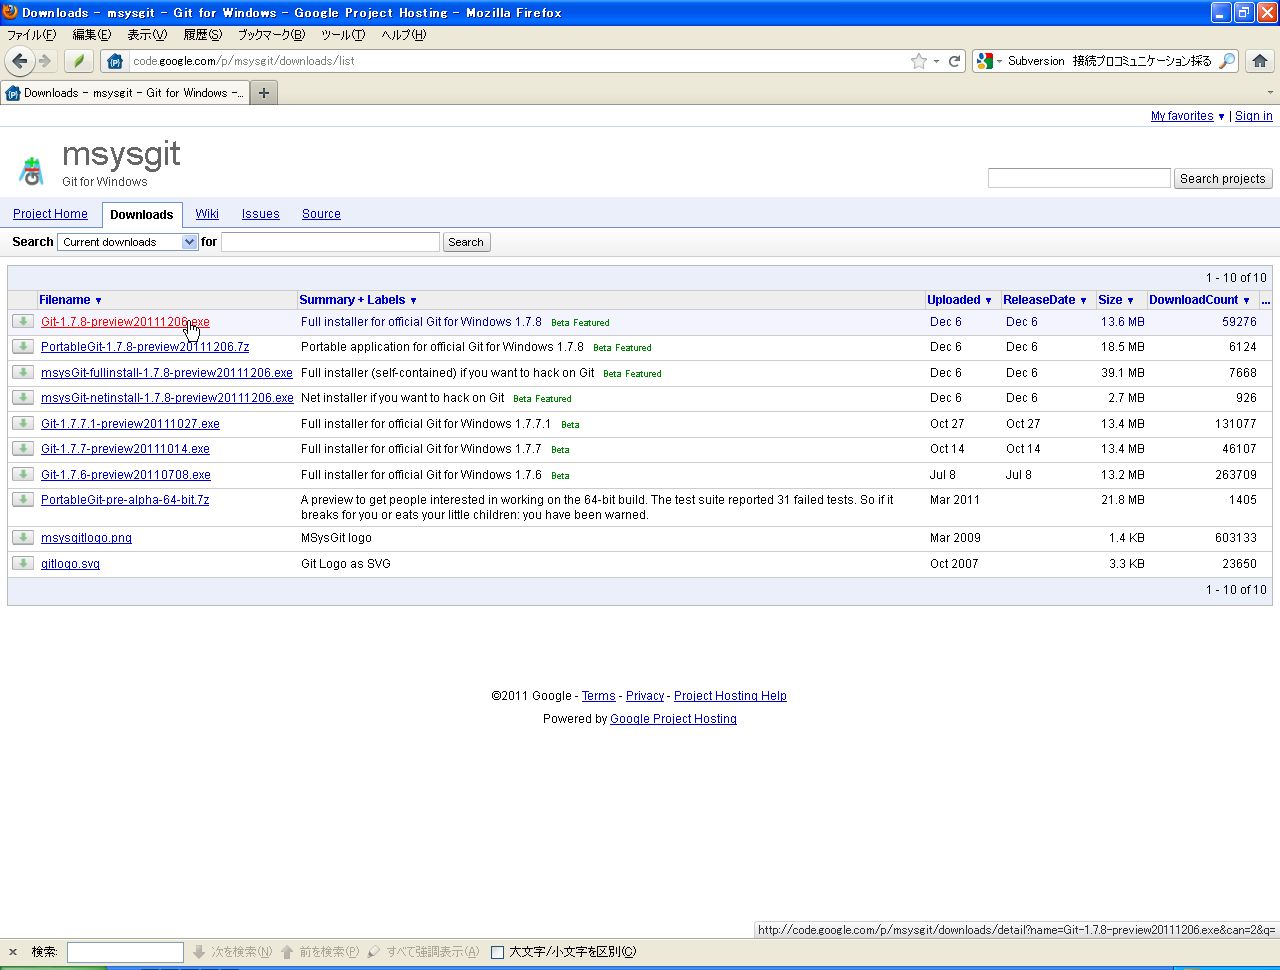 Downloads - msysgit - Git for Windows - Google Project Hosting - Mozilla Firefox
ファイル(F) 編集(E) 表示(V) 履歴(S) ブックマーク(B) ツール(T) ヘルプ(H)
code.google.com/p/msysgit/downloads/list Subversion 接続プロコミュニケーション採る
Downloads - msysgit - Git for Windows -...
My favorites ▼ | Sign in
msysgit
Git for Windows
Search projects
Project Home Downloads Wiki Issues Source
Search Current downloads for Search
1 - 10 of 10
Filename ▼ Summary + Labels ▼ Uploaded ▼ ReleaseDate ▼ Size ▼ DownloadCount ▼ ...
Git-1.7.8-preview20111206.exe Full installer for official Git for Windows 1.7.8 Beta Featured Dec 6 Dec 6 13.6 MB 59276
PortableGit-1.7.8-preview20111206.7z Portable application for official Git for Windows 1.7.8 Beta Featured Dec 6 Dec 6 18.5 MB 6124
msysGit-fullinstall-1.7.8-preview20111206.exe Full installer (self-contained) if you want to hack on Git Beta Featured Dec 6 Dec 6 39.1 MB 7668
msysGit-netinstall-1.7.8-preview20111206.exe Net installer if you want to hack on Git Beta Featured Dec 6 Dec 6 2.7 MB 926
Git-1.7.7.1-preview20111027.exe Full installer for official Git for Windows 1.7.7.1 Beta Oct 27 Oct 27 13.4 MB 131077
Git-1.7.7-preview20111014.exe Full installer for official Git for Windows 1.7.7 Beta Oct 14 Oct 14 13.4 MB 46107
Git-1.7.6-preview20110708.exe Full installer for official Git for Windows 1.7.6 Beta Jul 8 Jul 8 13.2 MB 263709
PortableGit-pre-alpha-64-bit.7z A preview to get people interested in working on the 64-bit build. The test suite reported 31 failed tests. So if it Mar 2011 21.8 MB 1405
breaks for you or eats your little children: you have been warned.
msysgitlogo.png MSysGit logo Mar 2009 1.4 KB 603133
gitlogo.svg Git Logo as SVG Oct 2007 3.3 KB 23650
1 - 10 of 10
©2011 Google - Terms - Privacy - Project Hosting Help
Powered by Google Project Hosting
http://code.google.com/p/msysgit/downloads/detail?name=Git-1.7.8-preview20111206.exe&can=2&q=
検索: 次を検索(N) 前を検索(P) すべて強調表示(A) 大文字/小文字を区別(C)